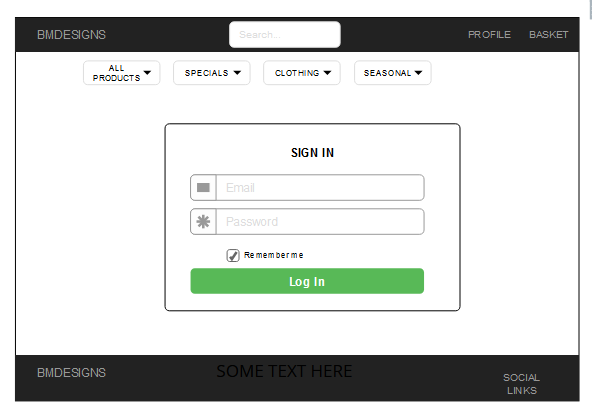 BMDESIGNS Search... PROFILE BASKET
ALL
PRODUCTS SPECIALS CLOTHING SEASONAL
SIGN IN
Email
Password
Remember me
Log In
BMDESIGNS SOME TEXT HERE SOCIAL
LINKS